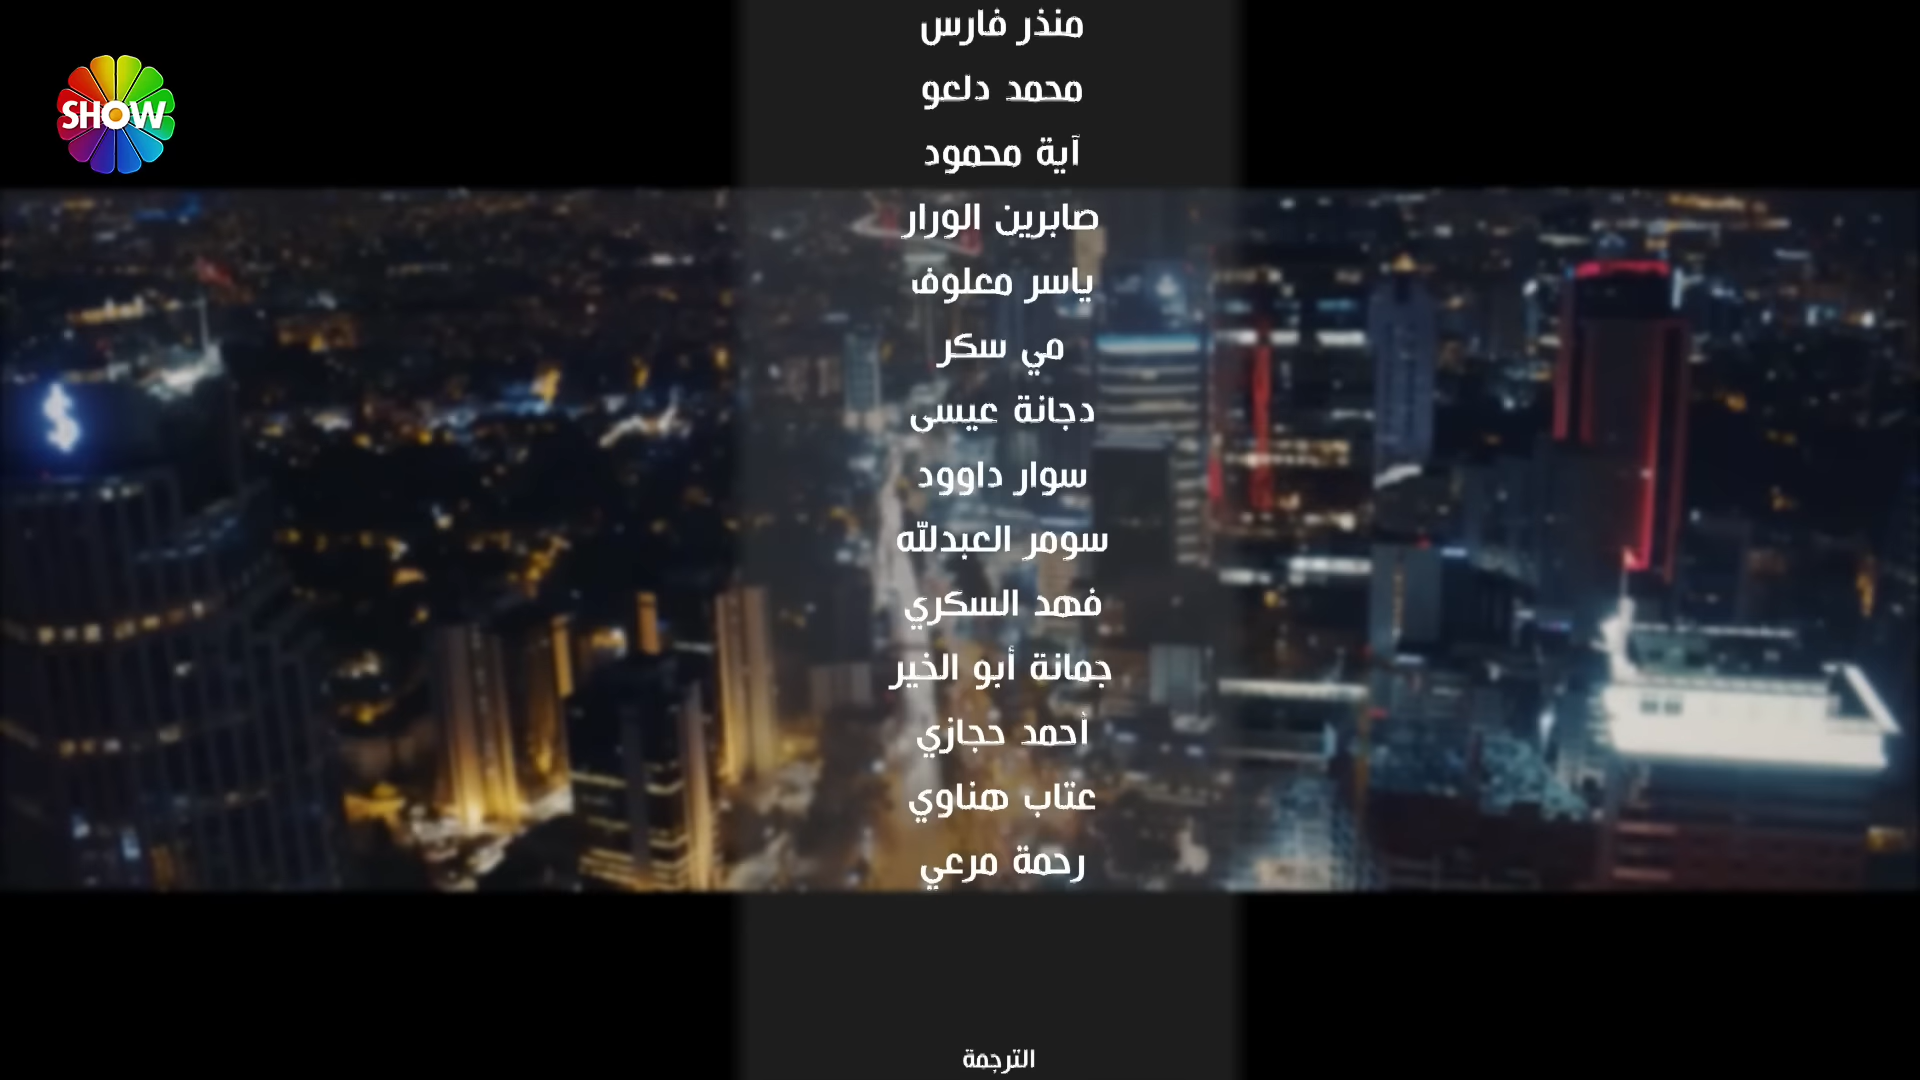 منذر فارس
SHOW
محمد دلعو
آية محمود
صابرين الورار
ياسر معلوف
مي سكر
دجانة عيسى
سوار داوود
سومر العبدلله
فهد السكري
جمانة أبو الخير
أحمد حجازي
عتاب هناوي
رحمة مرعي
الترجمة